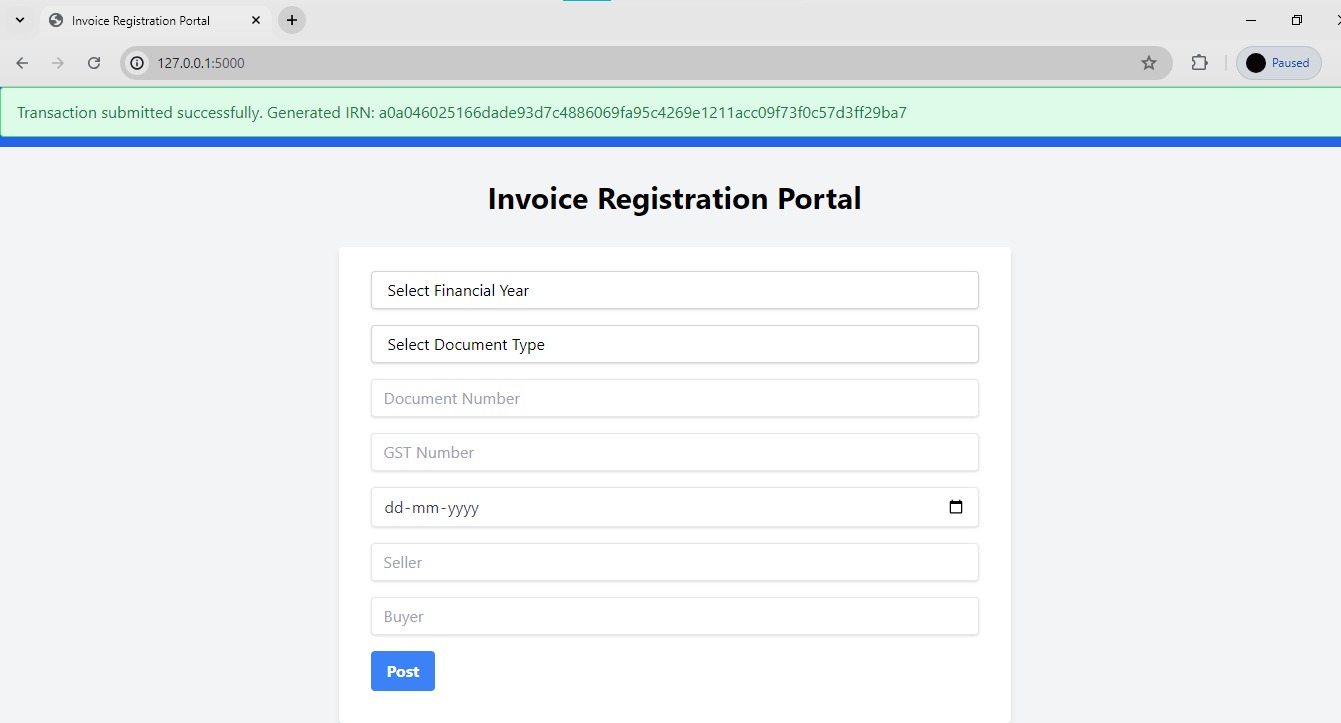 Invoice Registration Portal
127.0.0.1:5000
Paused
Transaction submitted successfully. Generated IRN: a0a046025166dade93d7c4886069fa95c4269e1211acc09f73f0c57d3ff29ba7
Invoice Registration Portal
Select Financial Year
Select Document Type
Document Number
GST Number
dd-mm-yyyy
Seller
Buyer
Post